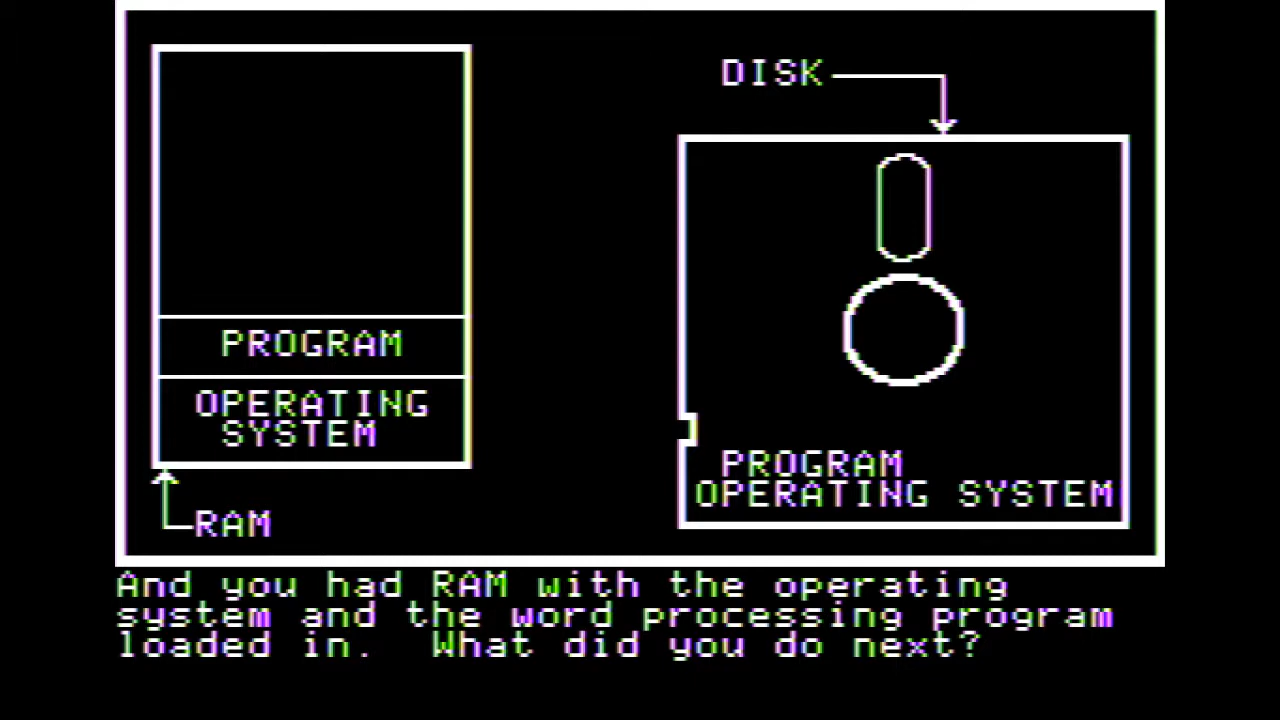 DISK
PROGRAM
OPERATING
SYSTEM
PROGRAM
OPERATING SYSTEM
RAM
And you had RAM with the operating
system and the word processing program
loaded in.  What did you do next?